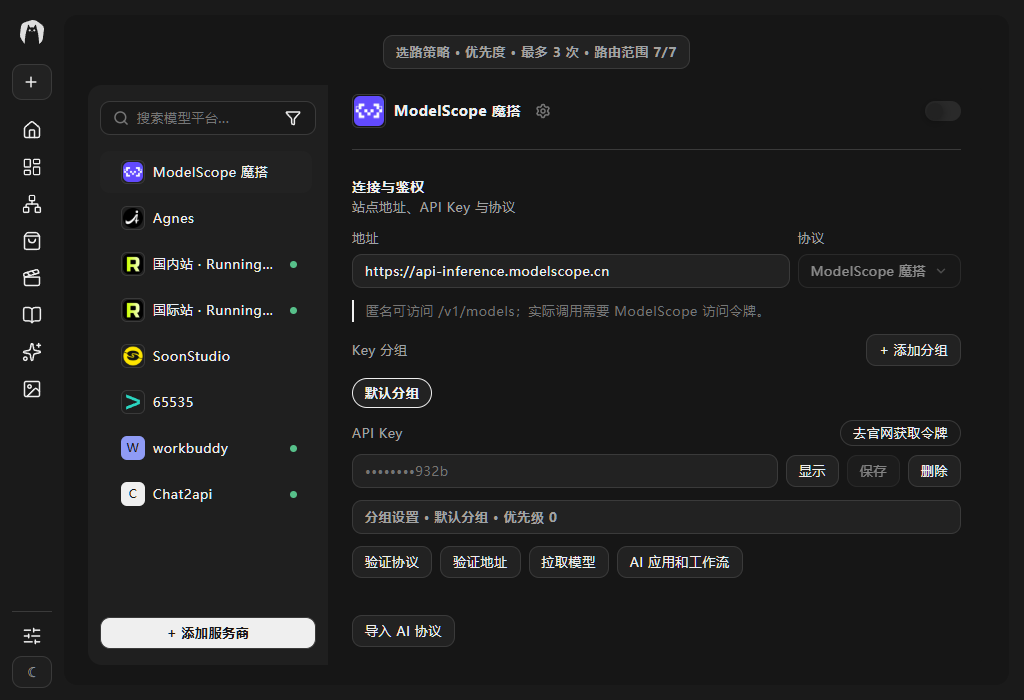 选路策略 • 优先度 • 最多 3 次 • 路由范围 7/7
搜索模型平台...
ModelScope 魔搭
Agnes
国内站 · Running...
国际站 · Running...
SoonStudio
65535
W workbuddy
C Chat2api
+ 添加服务商
ModelScope 魔搭
连接与鉴权
站点地址、API Key 与协议
地址
协议
https://api-inference.modelscope.cn
ModelScope 魔搭
匿名可访问 /v1/models；实际调用需要 ModelScope 访问令牌。
Key 分组
+ 添加分组
默认分组
API Key
去官网获取令牌
••••••••932b
显示
保存
删除
分组设置 • 默认分组 • 优先级 0
验证协议
验证地址
拉取模型
AI 应用和工作流
导入 AI 协议